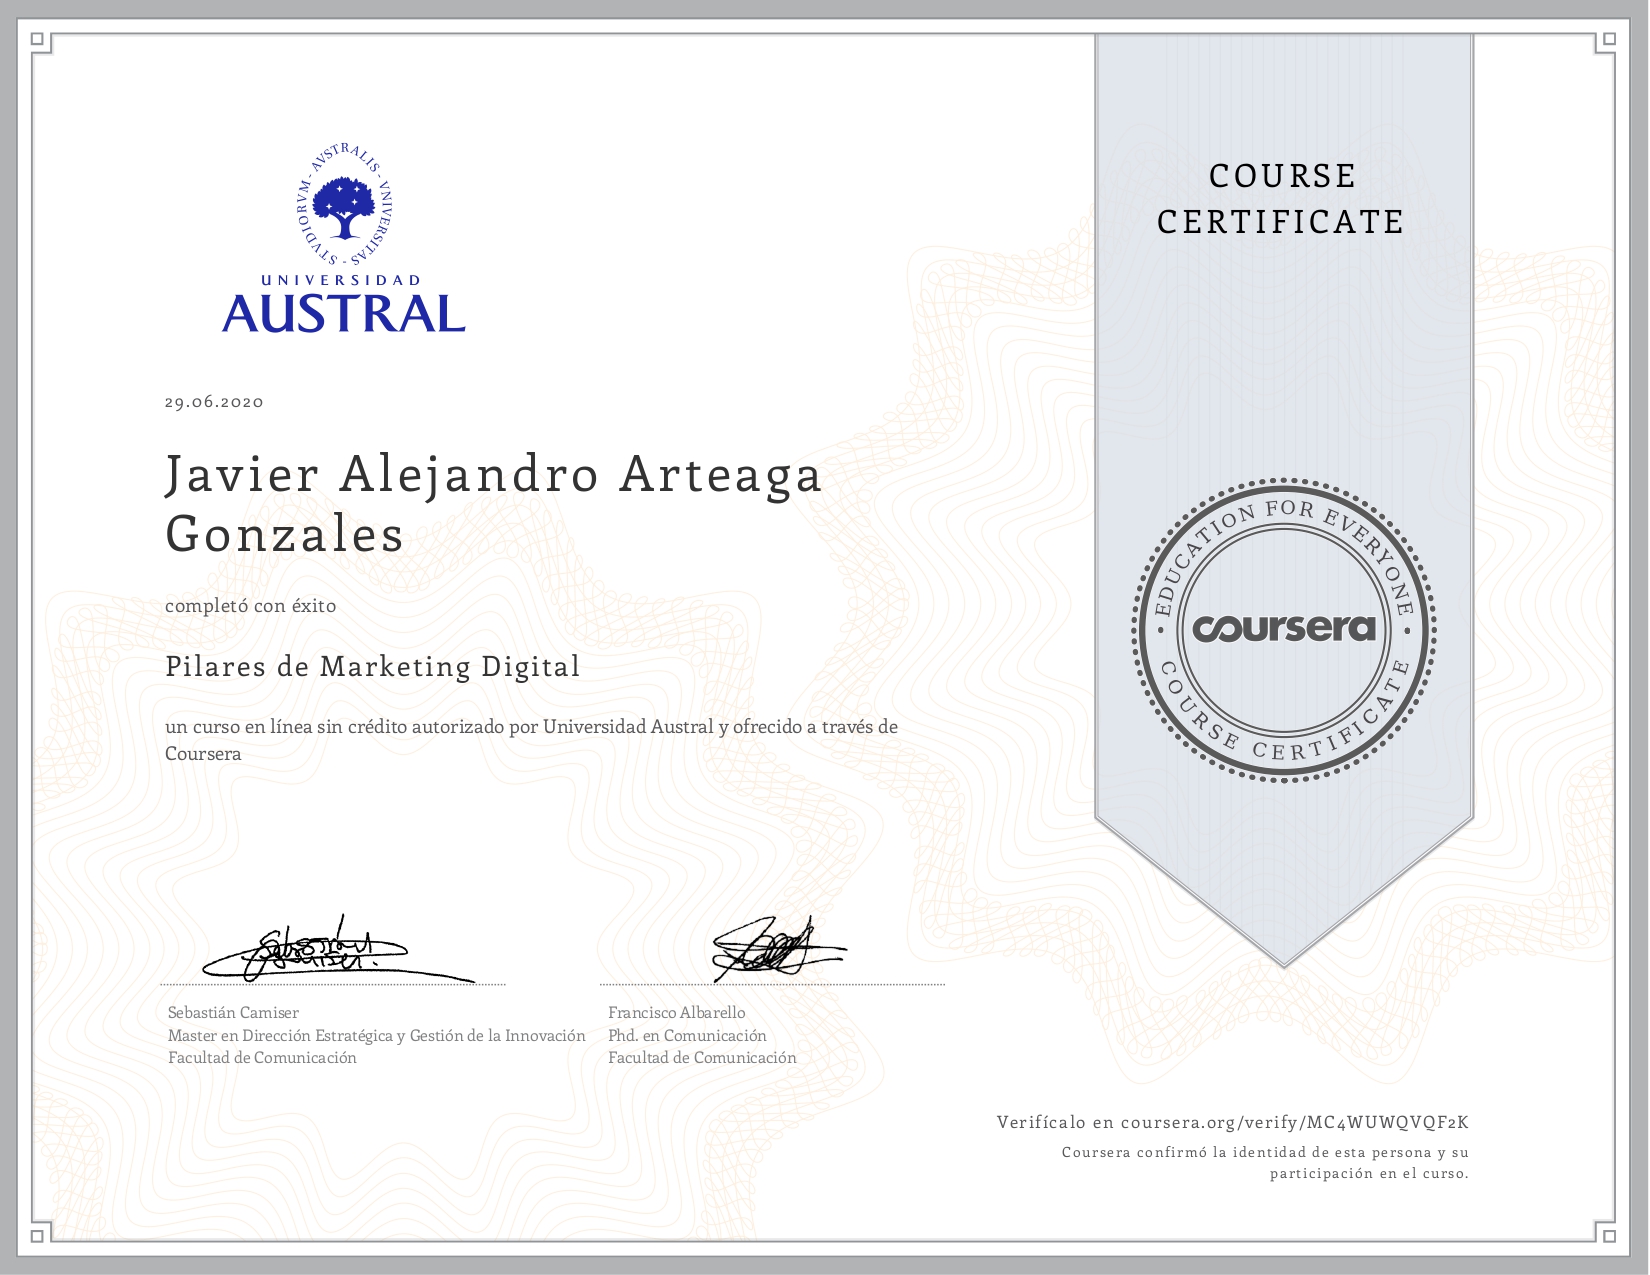 STVDIORVM - AVSTRALIS - VNIVERSITAS -
UNIVERSIDAD
AUSTRAL
29.06.2020
Javier Alejandro Arteaga
Gonzales
completó con éxito
Pilares de Marketing Digital
un curso en línea sin crédito autorizado por Universidad Austral y ofrecido a través de
Coursera
Sebastián Camiser
Master en Dirección Estratégica y Gestión de la Innovación
Facultad de Comunicación
Francisco Albarello
Phd. en Comunicación
Facultad de Comunicación
COURSE
CERTIFICATE
EDUCATION FOR EVERYONE
coursera
COURSE CERTIFICATE
Verifícalo en coursera.org/verify/MC4WUWQVQF2K
Coursera confirmó la identidad de esta persona y su
participación en el curso.